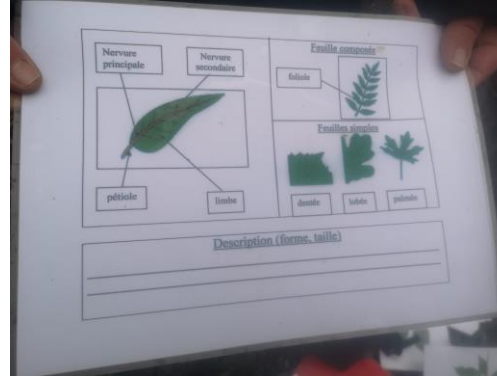 Nervure
principale
Nervure
secondaire
pétiole
limbe
Feuille composée
foliole
Feuilles simples
dentée
lobée
palmée
Description (forme, taille)